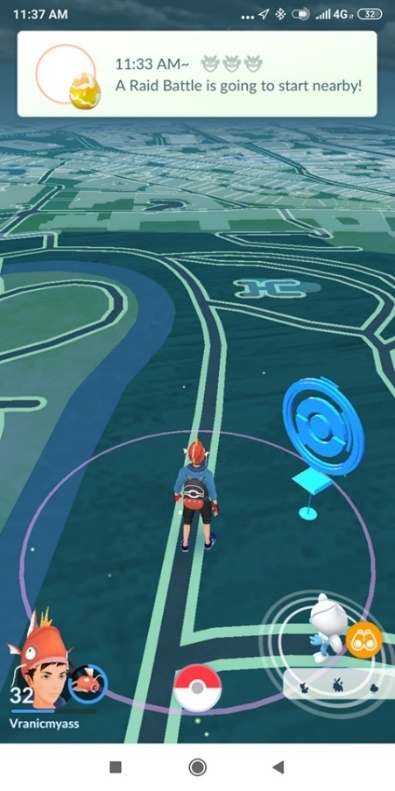 11:37 AM
4G
32
11:33 AM~
A Raid Battle is going to start nearby!
32
Vranicmyass